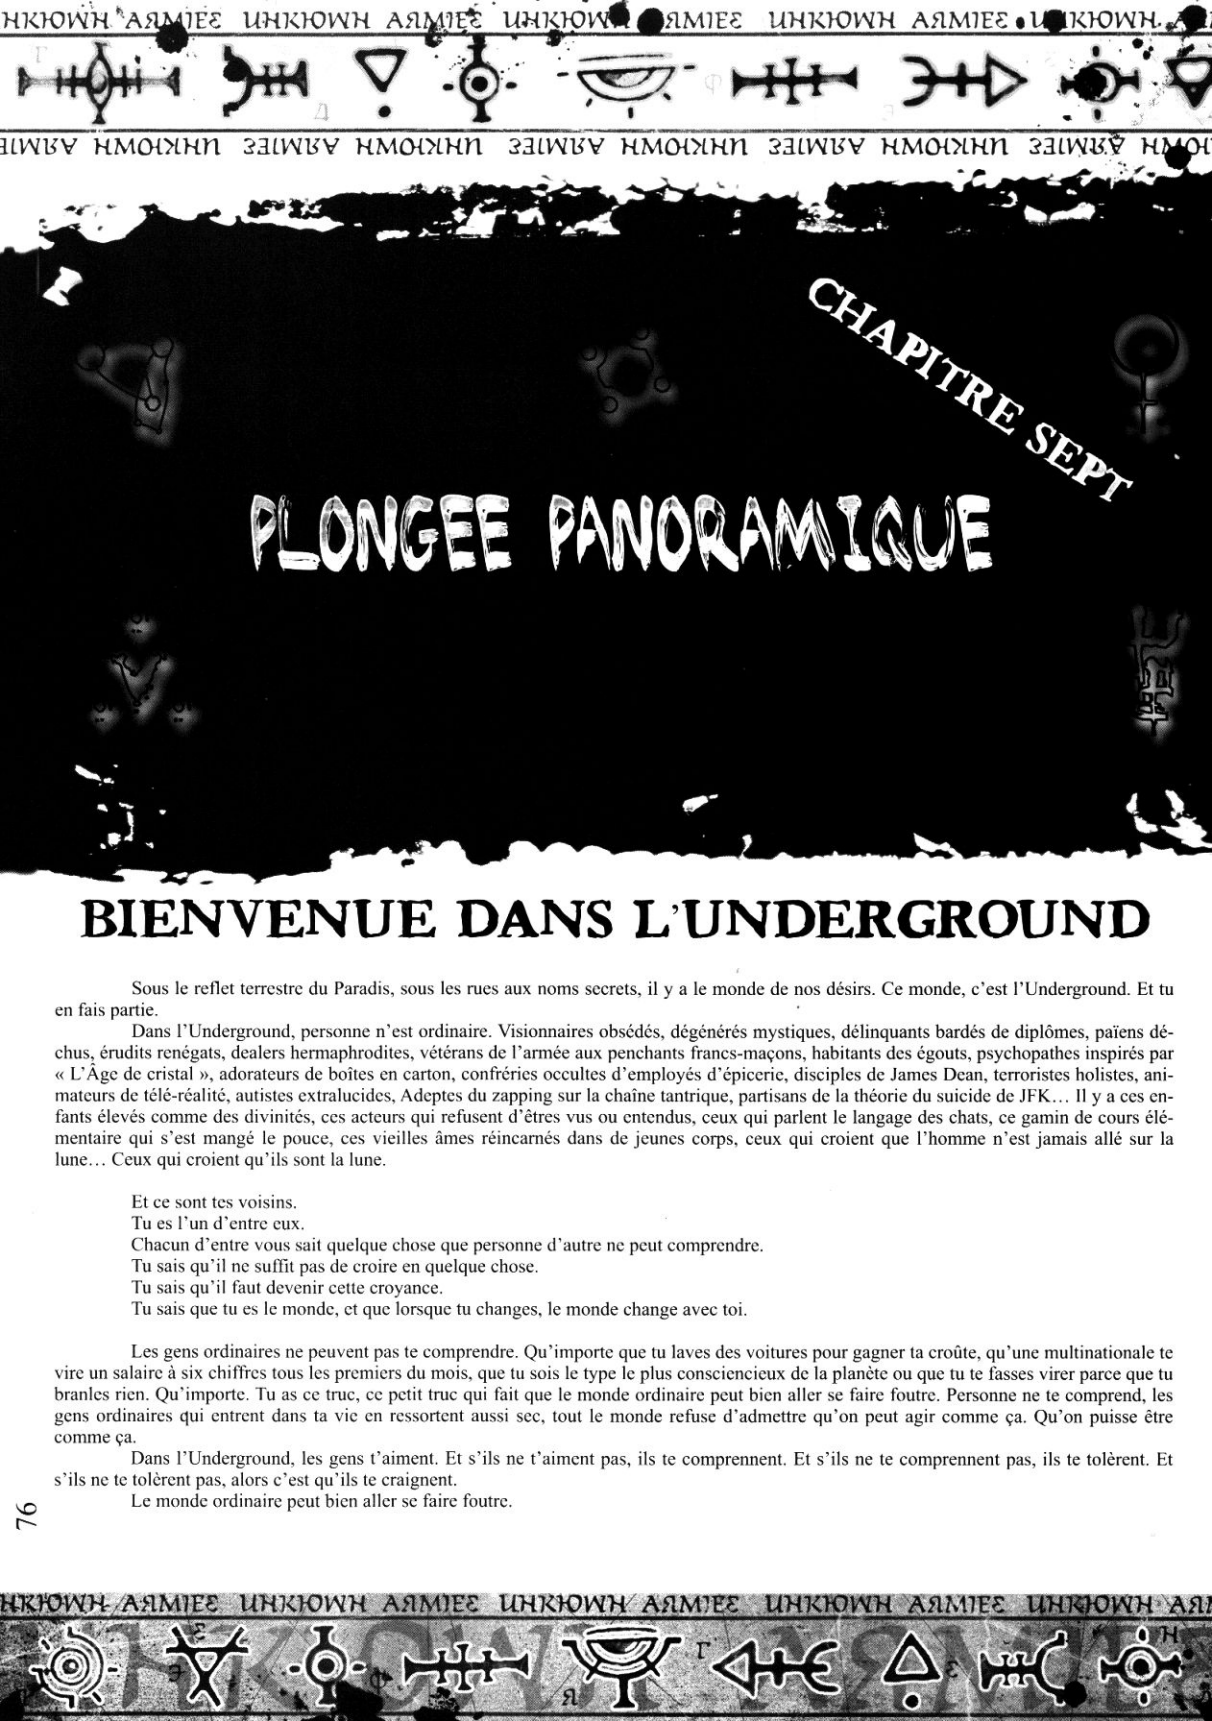 UNKNOWN ARMIES UNKNOWN ARMIES UNKNOWN ARMIES UNKNOWN ARMIES UNKNOWN
ARMIES UNKNOWN ARMIES UNKNOWN ARMIES UNKNOWN ARMIES UNKNOWN ARMIES
CHAPITRE SEPT
PLONGEE PANORAMIQUE
BIENVENUE DANS L'UNDERGROUND
Sous le reflet terrestre du Paradis, sous les rues aux noms secrets, il y a le monde de nos désirs. Ce monde, c'est l'Underground. Et tu
en fais partie.
Dans l'Underground, personne n'est ordinaire. Visionnaires obsédés, dégénérés mystiques, délinquants bardés de diplômes, païens dé-
chus, érudits renégats, dealers hermaphrodites, vétérans de l'armée aux penchants francs-maçons, habitants des égouts, psychopathes inspirés par
« L'Âge de cristal », adorateurs de boîtes en carton, confréries occultes d'employés d'épicerie, disciples de James Dean, terroristes holistes, ani-
mateurs de télé-réalité, autistes extralucides, Adeptes du zapping sur la chaîne tantrique, partisans de la théorie du suicide de JFK… Il y a ces en-
fants élevés comme des divinités, ces acteurs qui refusent d'êtres vus ou entendus, ceux qui parlent le langage des chats, ce gamin de cours élé-
mentaire qui s'est mangé le pouce, ces vieilles âmes réincarnés dans de jeunes corps, ceux qui croient que l'homme n'est jamais allé sur la
lune… Ceux qui croient qu'ils sont la lune.
Et ce sont tes voisins.
Tu es l'un d'entre eux.
Chacun d'entre vous sait quelque chose que personne d'autre ne peut comprendre.
Tu sais qu'il ne suffit pas de croire en quelque chose.
Tu sais qu'il faut devenir cette croyance.
Tu sais que tu es le monde, et que lorsque tu changes, le monde change avec toi.
Les gens ordinaires ne peuvent pas te comprendre. Qu'importe que tu laves des voitures pour gagner ta croûte, qu'une multinationale te
vire un salaire à six chiffres tous les premiers du mois, que tu sois le type le plus consciencieux de la planète ou que tu te fasses virer parce que tu
branles rien. Qu'importe. Tu as ce truc, ce petit truc qui fait que le monde ordinaire peut bien aller se faire foutre. Personne ne te comprend, les
gens ordinaires qui entrent dans ta vie en ressortent aussi sec, tout le monde refuse d'admettre qu'on peut agir comme ça. Qu'on puisse être
comme ça.
Dans l'Underground, les gens t'aiment. Et s'ils ne t'aiment pas, ils te comprennent. Et s'ils ne te comprennent pas, ils te tolèrent. Et
s'ils ne te tolèrent pas, alors c'est qu'ils te craignent.
Le monde ordinaire peut bien aller se faire foutre.
76
UNKNOWN ARMIES UNKNOWN ARMIES UNKNOWN ARMIES UNKNOWN ARMIES UNKNOWN